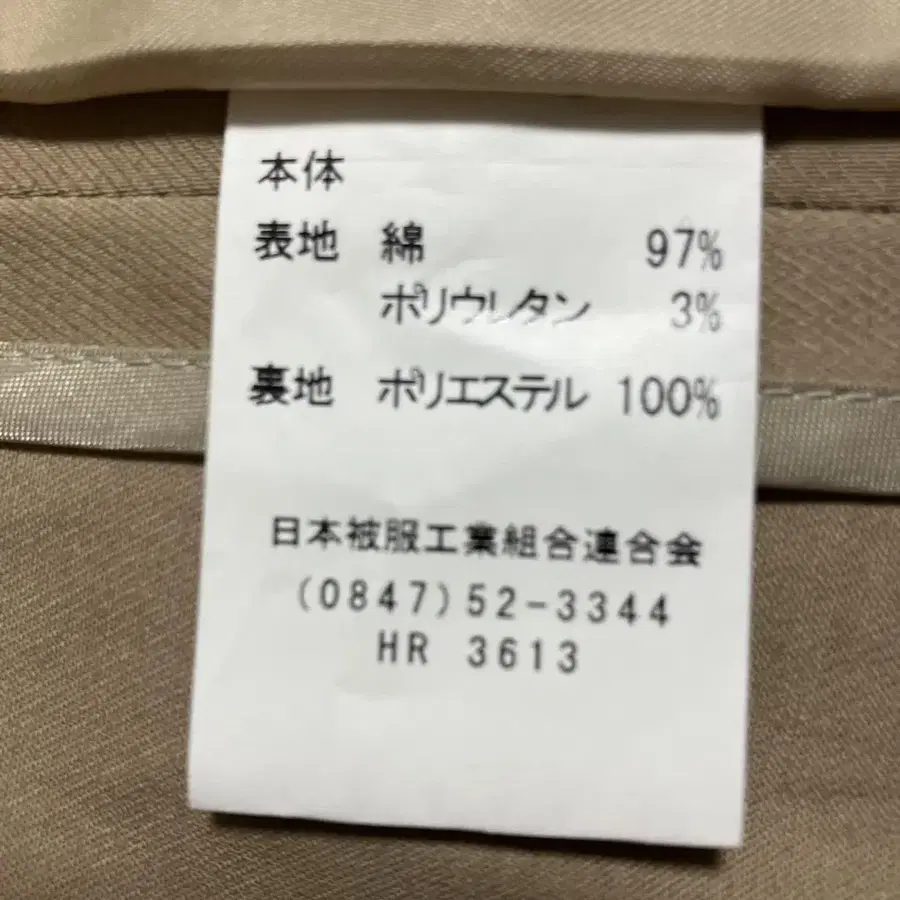 本体
表地 綿 97%
ポリウレタン 3%
裏地 ポリエステル 100%
日本被服工業組合連合会
(0847)52-3344
HR 3613